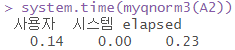 > system.time(myqnorm3(A2))
사용자 시스템 elapsed
0.14 0.00 0.23